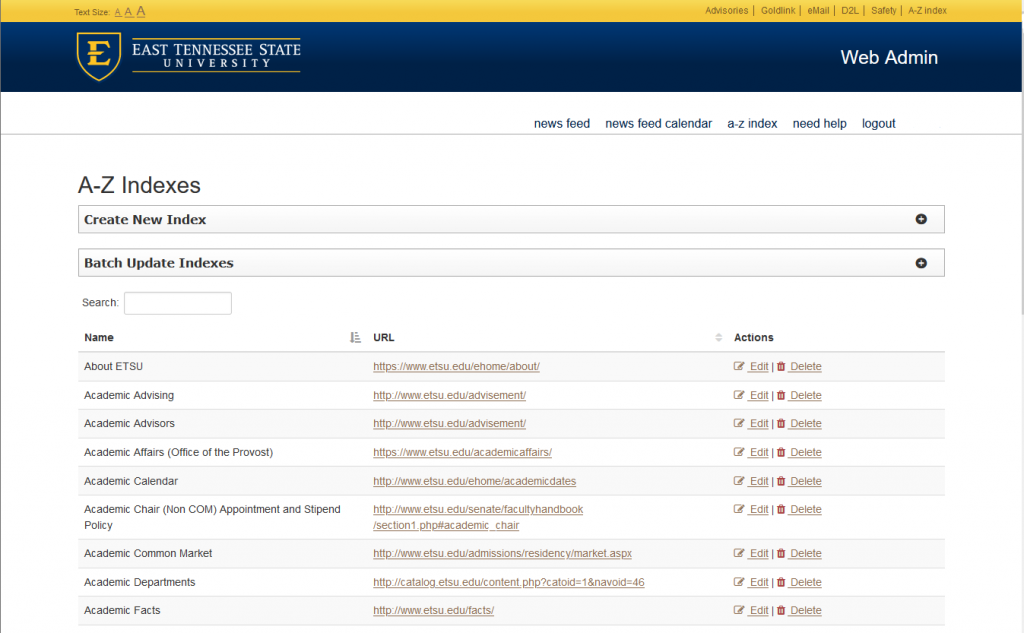 Text Size: A A A
Advisories | Goldlink | eMail | D2L | Safety | A-Z index
E
EAST TENNESSEE STATE
UNIVERSITY
Web Admin
news feed news feed calendar a-z index need help logout
A-Z Indexes
Create New Index
Batch Update Indexes
Search:
Name URL Actions
About ETSU https://www.etsu.edu/ehome/about/ Edit | Delete
Academic Advising http://www.etsu.edu/advisement/ Edit | Delete
Academic Advisors http://www.etsu.edu/advisement/ Edit | Delete
Academic Affairs (Office of the Provost) https://www.etsu.edu/academicaffairs/ Edit | Delete
Academic Calendar http://www.etsu.edu/ehome/academicdates Edit | Delete
Academic Chair (Non COM) Appointment and Stipend http://www.etsu.edu/senate/facultyhandbook Edit | Delete
Policy /section1.php#academic_chair
Academic Common Market http://www.etsu.edu/admissions/residency/market.aspx Edit | Delete
Academic Departments http://catalog.etsu.edu/content.php?catoid=1&navoid=46 Edit | Delete
Academic Facts http://www.etsu.edu/facts/ Edit | Delete